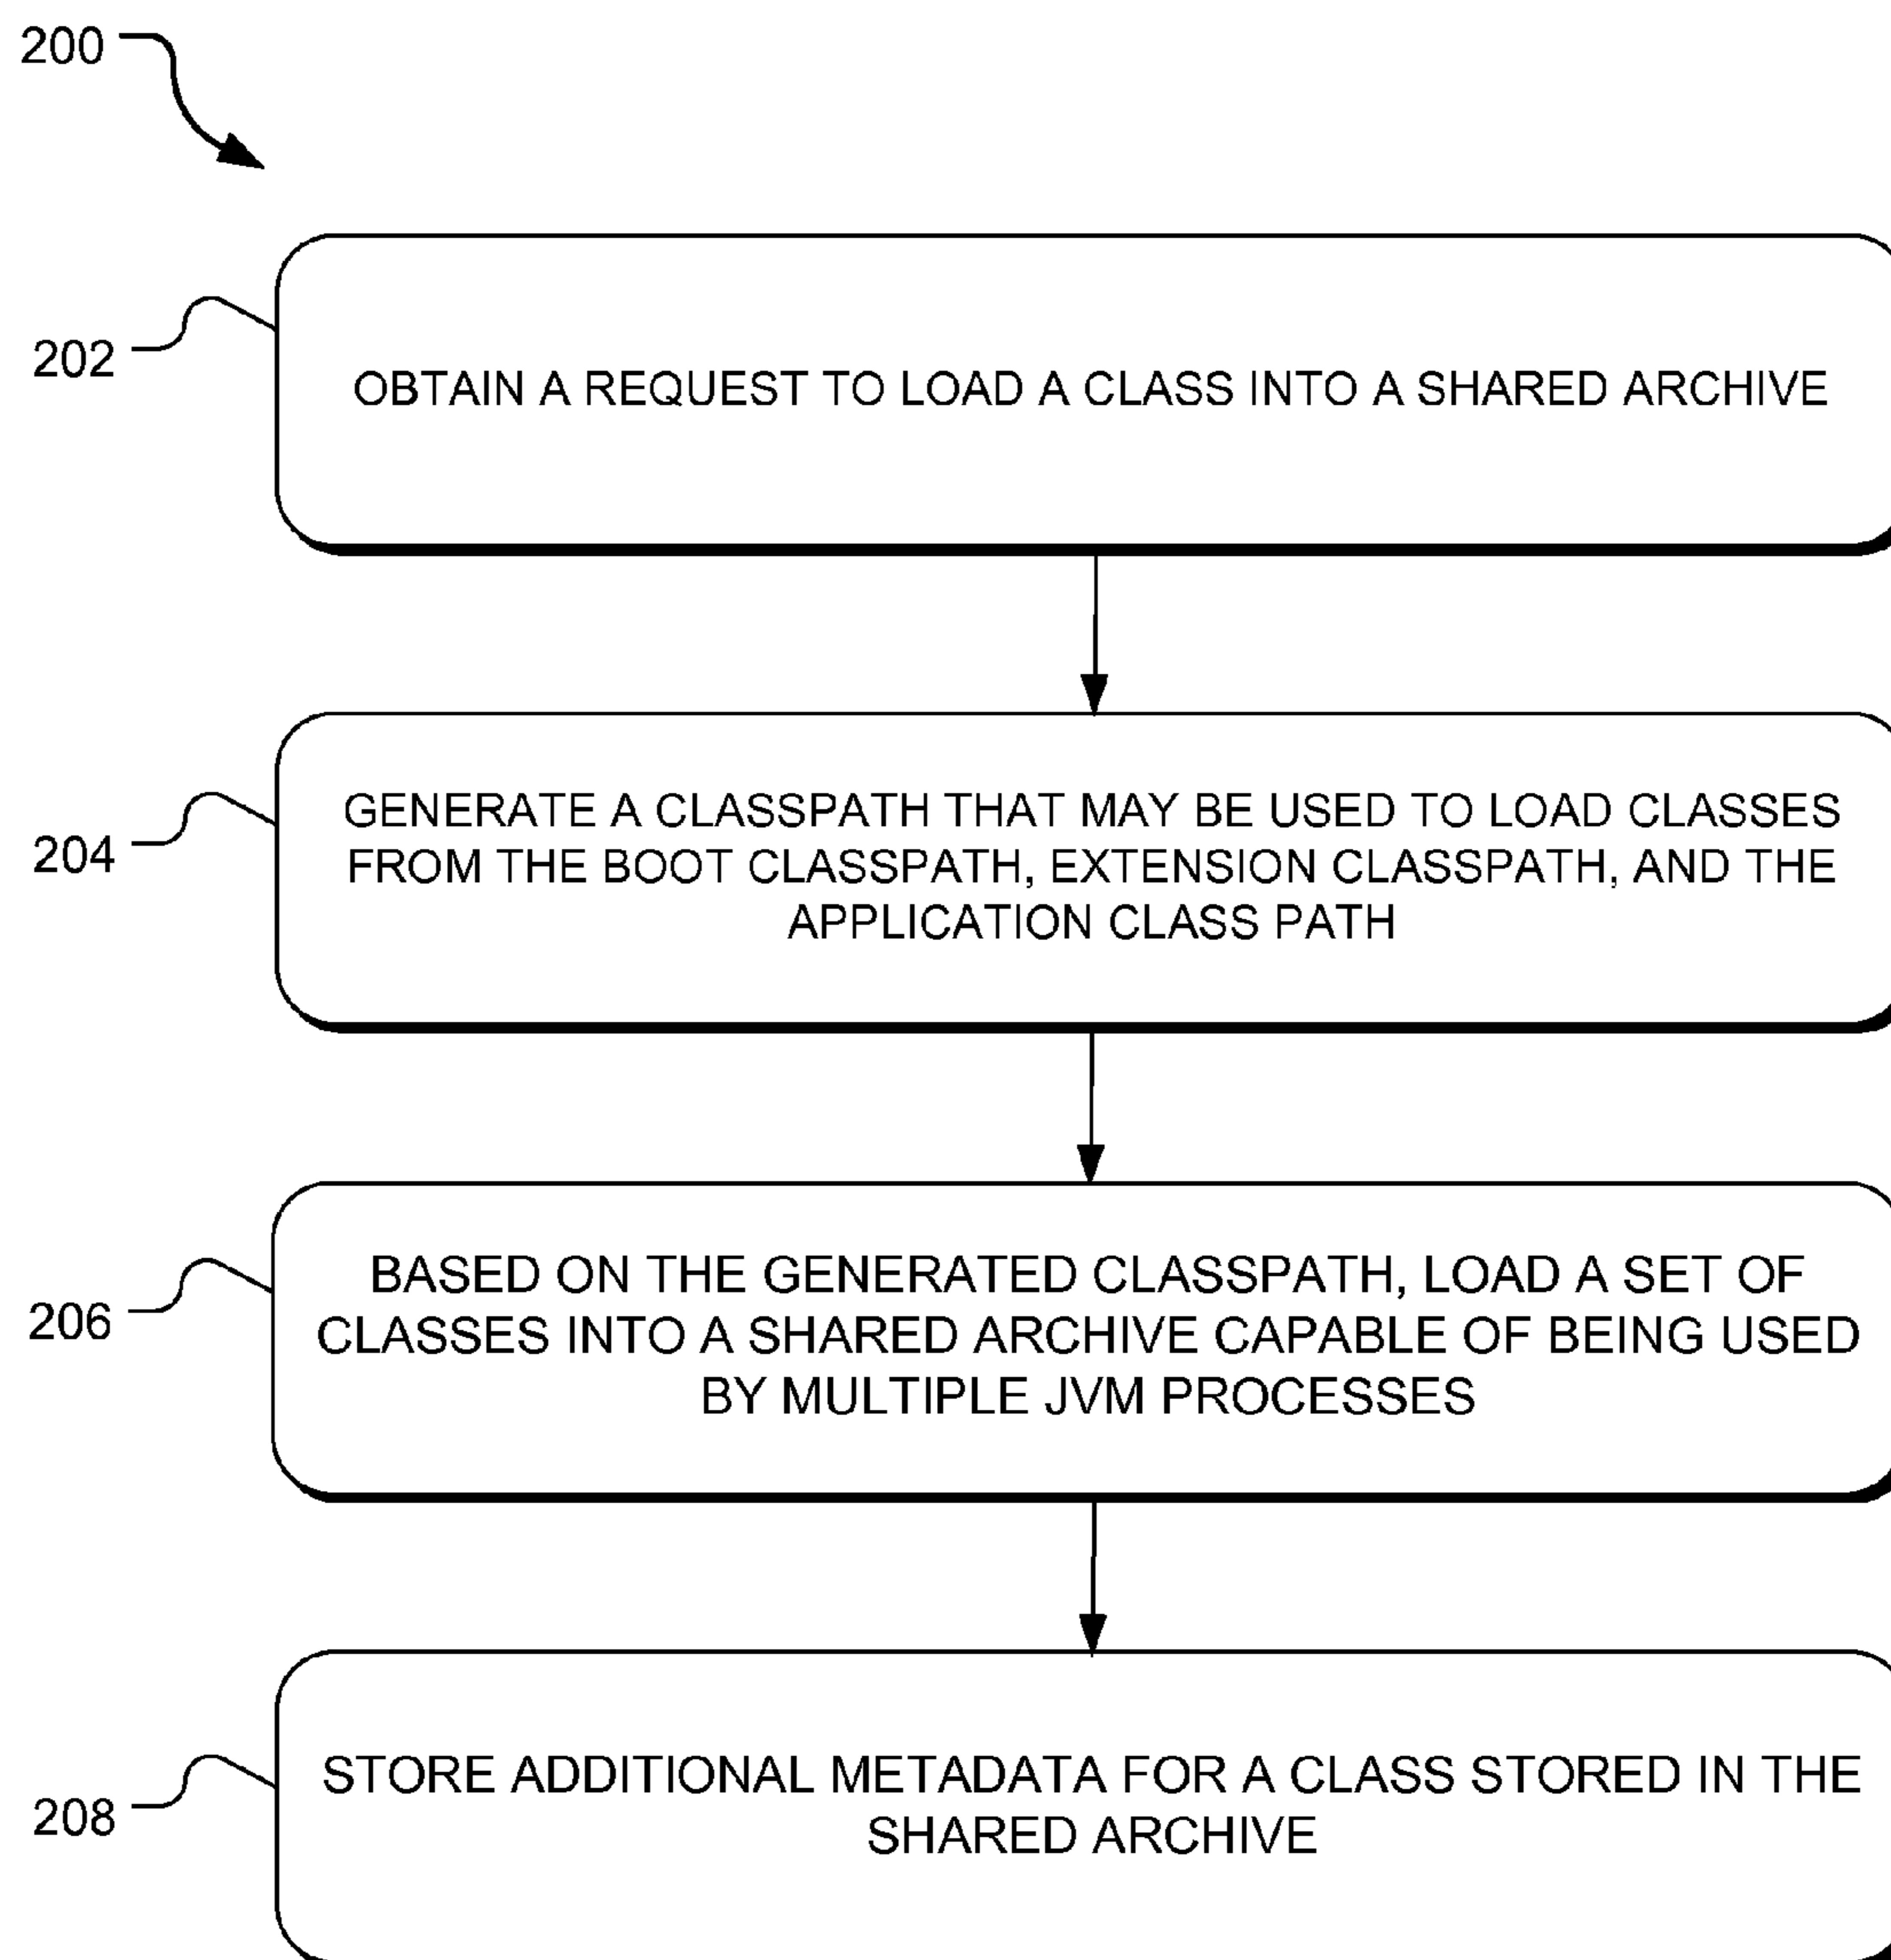 200
202
OBTAIN A REQUEST TO LOAD A CLASS INTO A SHARED ARCHIVE
204
GENERATE A CLASSPATH THAT MAY BE USED TO LOAD CLASSES
FROM THE BOOT CLASSPATH, EXTENSION CLASSPATH, AND THE
APPLICATION CLASS PATH
206
BASED ON THE GENERATED CLASSPATH, LOAD A SET OF
CLASSES INTO A SHARED ARCHIVE CAPABLE OF BEING USED
BY MULTIPLE JVM PROCESSES
208
STORE ADDITIONAL METADATA FOR A CLASS STORED IN THE
SHARED ARCHIVE